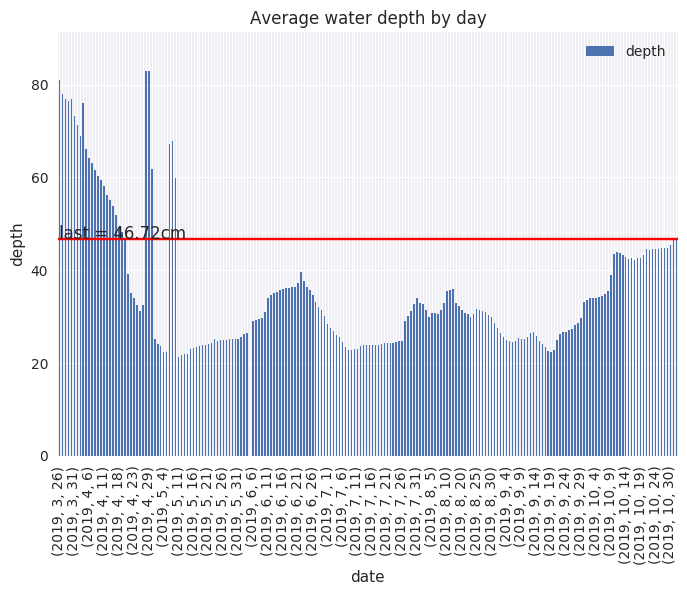 Average water depth by day
depth
80
60
last = 46.72cm
40
20
0
depth
(2019, 3, 26)
(2019, 3, 31)
(2019, 4, 6)
(2019, 4, 11)
(2019, 4, 18)
(2019, 4, 23)
(2019, 4, 29)
(2019, 5, 4)
(2019, 5, 11)
(2019, 5, 16)
(2019, 5, 21)
(2019, 5, 26)
(2019, 5, 31)
(2019, 6, 6)
(2019, 6, 11)
(2019, 6, 16)
(2019, 6, 21)
(2019, 6, 26)
(2019, 7, 1)
(2019, 7, 6)
(2019, 7, 11)
(2019, 7, 16)
(2019, 7, 21)
(2019, 7, 26)
(2019, 7, 31)
(2019, 8, 5)
(2019, 8, 10)
(2019, 8, 20)
(2019, 8, 25)
(2019, 8, 30)
(2019, 9, 4)
(2019, 9, 9)
(2019, 9, 14)
(2019, 9, 19)
(2019, 9, 24)
(2019, 9, 29)
(2019, 10, 4)
(2019, 10, 9)
(2019, 10, 14)
(2019, 10, 19)
(2019, 10, 24)
(2019, 10, 30)
date